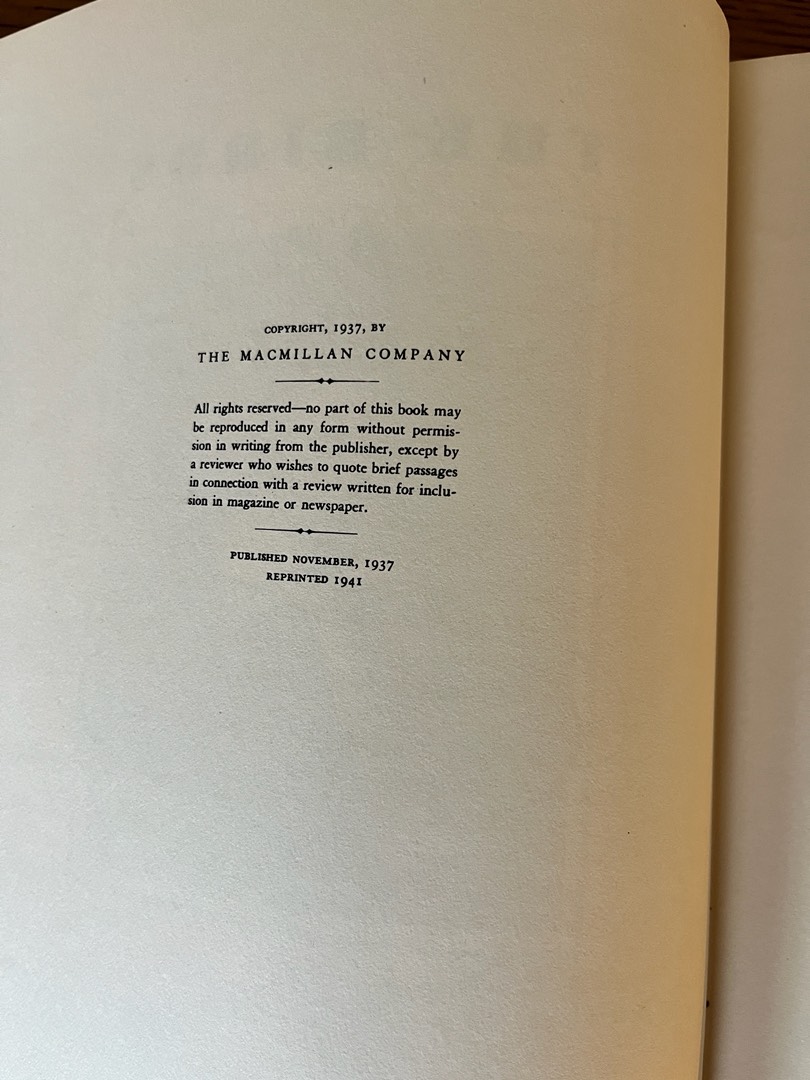 COPYRIGHT, 1937, BY
THE MACMILLAN COMPANY
All rights reserved—no part of this book may
be reproduced in any form without permis-
sion in writing from the publisher, except by
a reviewer who wishes to quote brief passages
in connection with a review written for inclu-
sion in magazine or newspaper.
PUBLISHED NOVEMBER, 1937
REPRINTED 1941